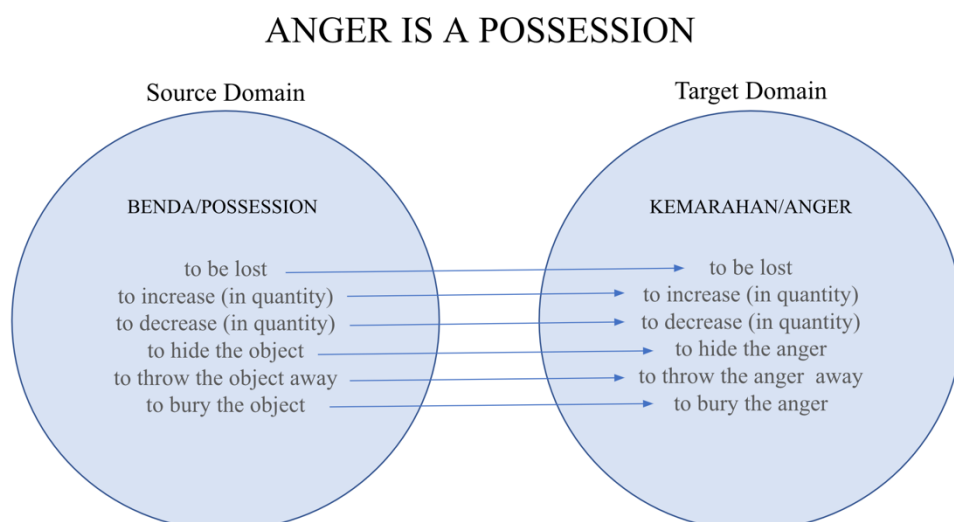 ANGER IS A POSSESSION
Source Domain
Target Domain
BENDA/POSSESSION
to be lost
to increase (in quantity)
to decrease (in quantity)
to hide the object
to throw the object away
to bury the object
KEMARAHAN/ANGER
to be lost
to increase (in quantity)
to decrease (in quantity)
to hide the anger
to throw the anger away
to bury the anger